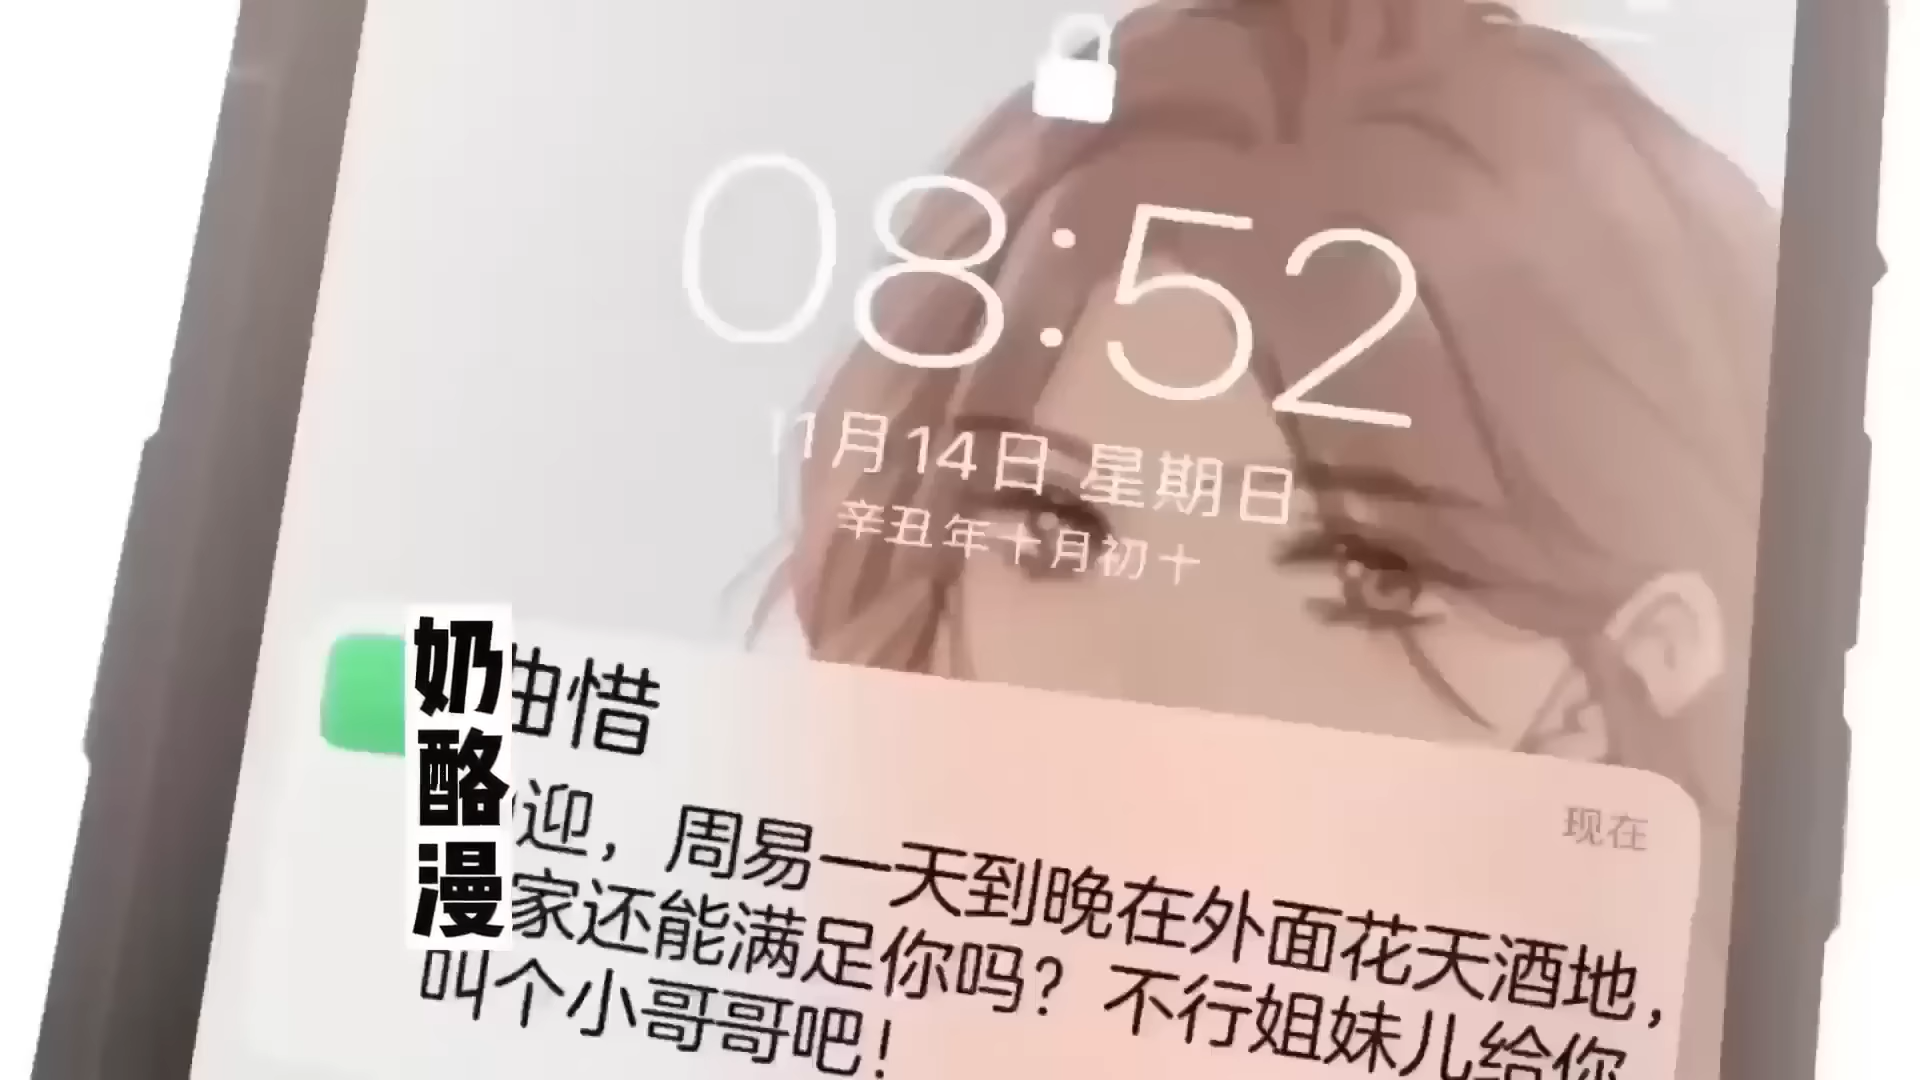 08:52
11月14日 星期日
辛丑年十月初十
惜
现在
迎，周易一天到晚在外面花天酒地，
家还能满足你吗？不行姐妹儿给你
叫个小哥哥吧！
奶酪漫